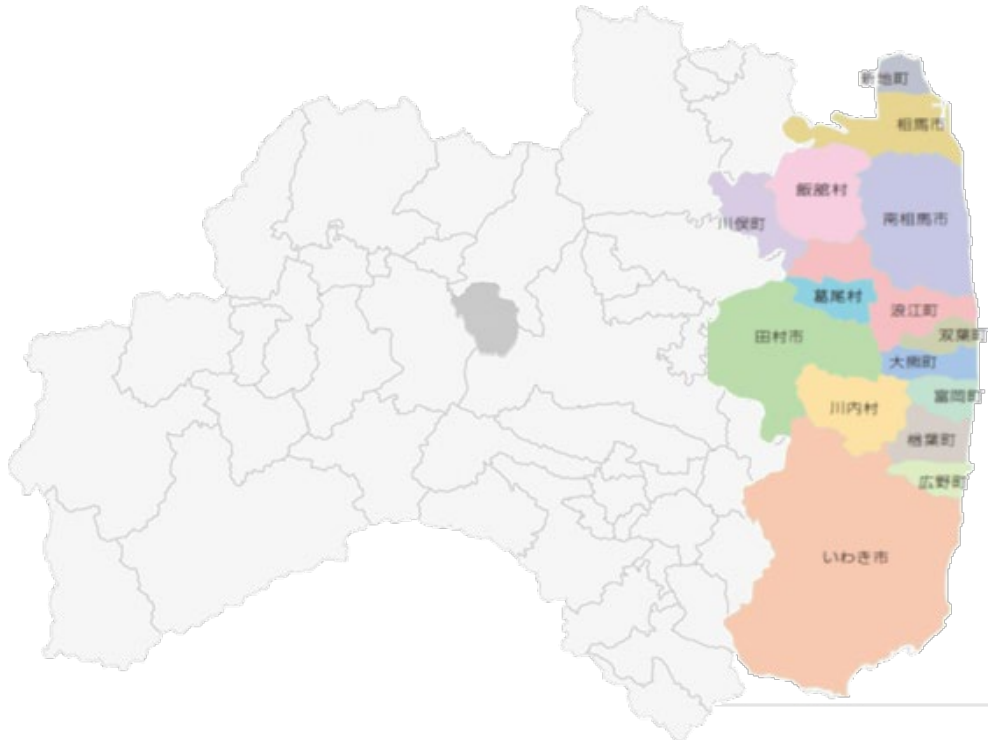 新地町
相馬市
飯舘村
川俣町
南相馬市
葛尾村
浪江町
田村市
双葉町
大熊町
富岡町
川内村
楢葉町
広野町
いわき市